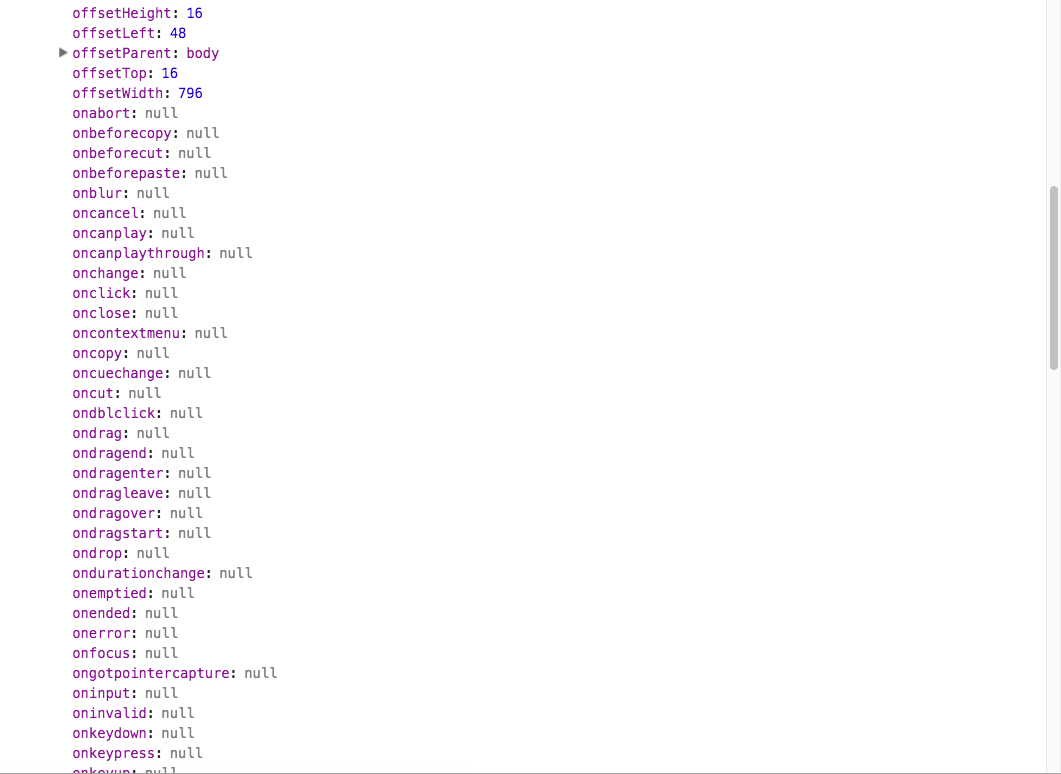 offsetHeight: 16
offsetLeft: 48
offsetParent: body
offsetTop: 16
offsetWidth: 796
onabort: null
onbeforecopy: null
onbeforecut: null
onbeforepaste: null
onblur: null
oncancel: null
oncanplay: null
oncanplaythrough: null
onchange: null
onclick: null
onclose: null
oncontextmenu: null
oncopy: null
oncuechange: null
oncut: null
ondblclick: null
ondrag: null
ondragend: null
ondragenter: null
ondragleave: null
ondragover: null
ondragstart: null
ondrop: null
ondurationchange: null
onemptied: null
onended: null
onerror: null
onfocus: null
ongotpointercapture: null
oninput: null
oninvalid: null
onkeydown: null
onkeypress: null
onkeyup: null